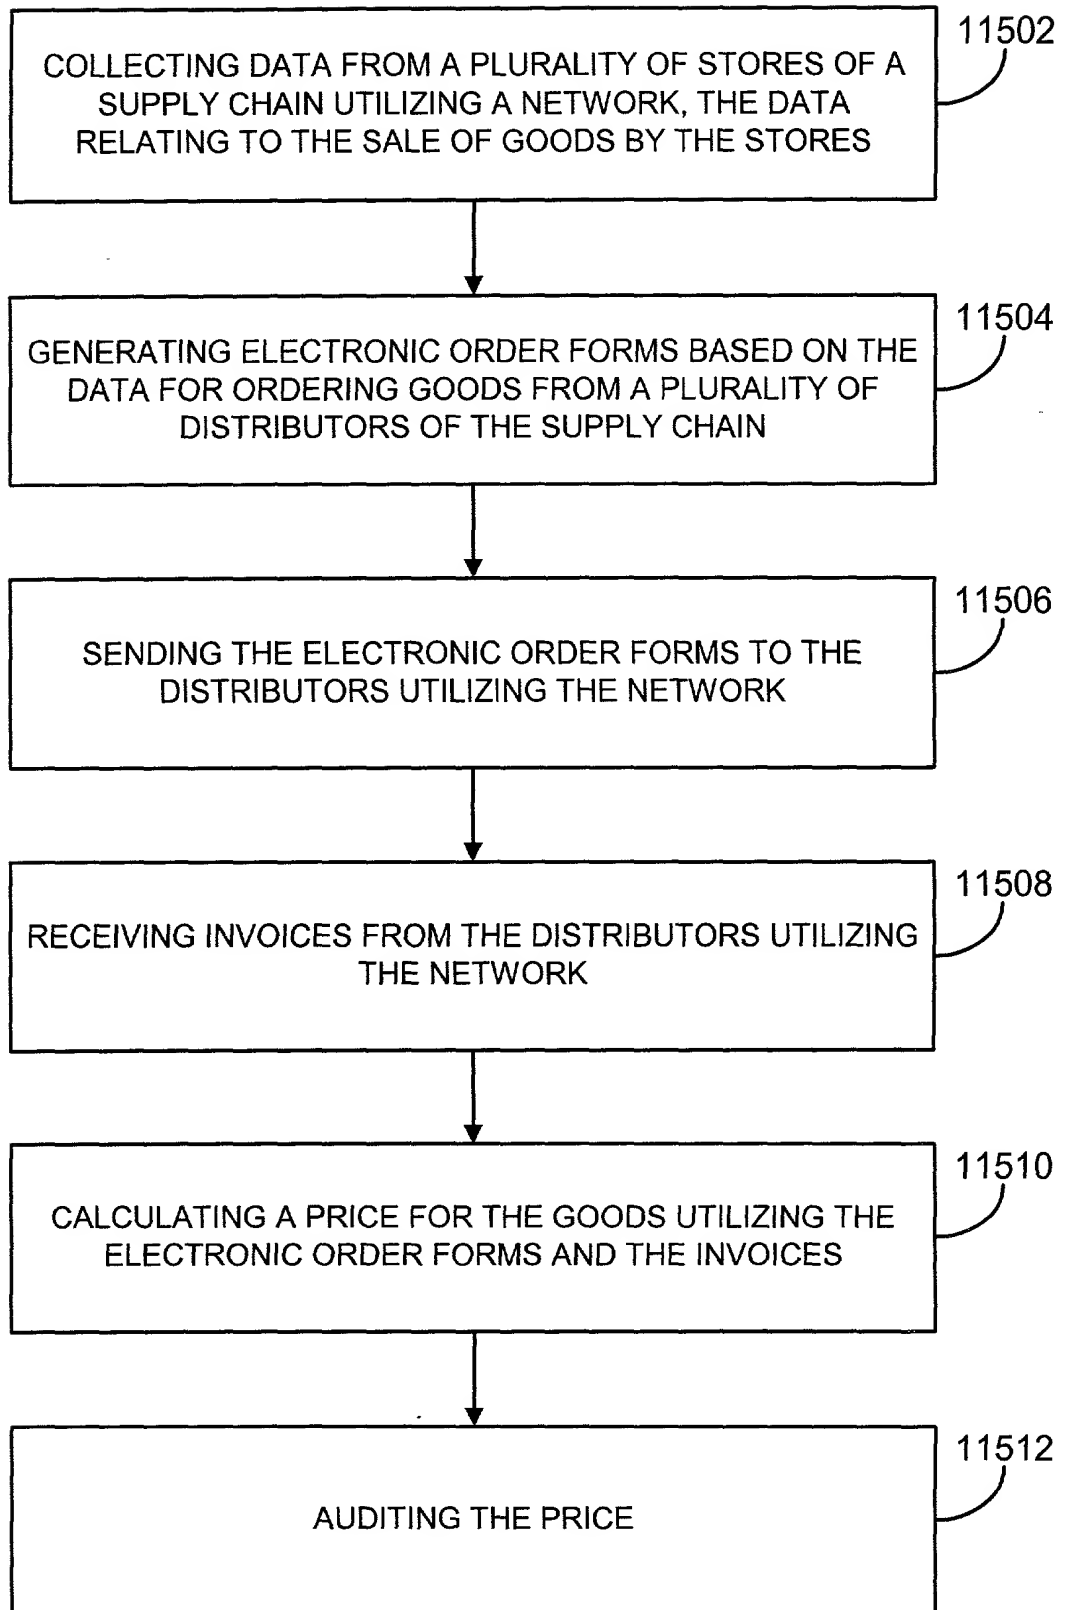 11502
COLLECTING DATA FROM A PLURALITY OF STORES OF A
SUPPLY CHAIN UTILIZING A NETWORK, THE DATA
RELATING TO THE SALE OF GOODS BY THE STORES
11504
GENERATING ELECTRONIC ORDER FORMS BASED ON THE
DATA FOR ORDERING GOODS FROM A PLURALITY OF
DISTRIBUTORS OF THE SUPPLY CHAIN
11506
SENDING THE ELECTRONIC ORDER FORMS TO THE
DISTRIBUTORS UTILIZING THE NETWORK
11508
RECEIVING INVOICES FROM THE DISTRIBUTORS UTILIZING
THE NETWORK
11510
CALCULATING A PRICE FOR THE GOODS UTILIZING THE
ELECTRONIC ORDER FORMS AND THE INVOICES
11512
AUDITING THE PRICE